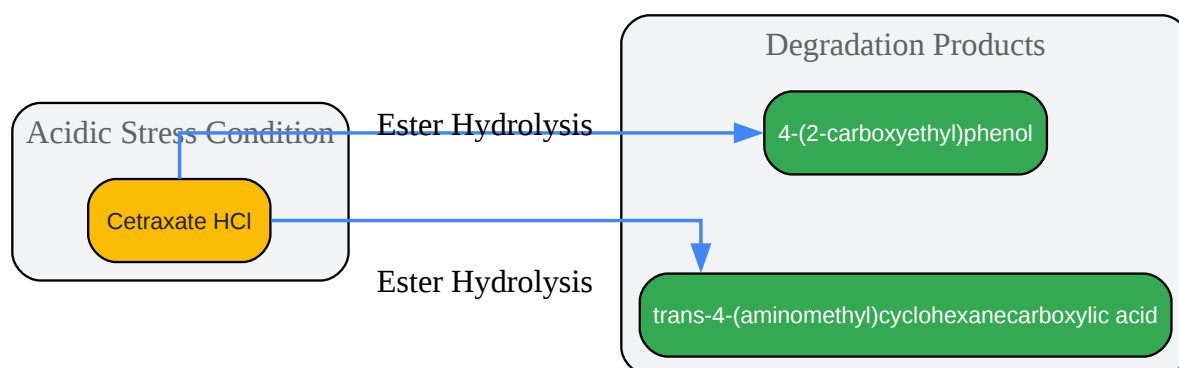 Degradation Products
Acidic Stress Condition
Ester Hydrolysis
4-(2-carboxyethyl)phenol
Cetraxate HCl
Ester Hydrolysis
trans-4-(aminomethyl)cyclohexanecarboxylic acid